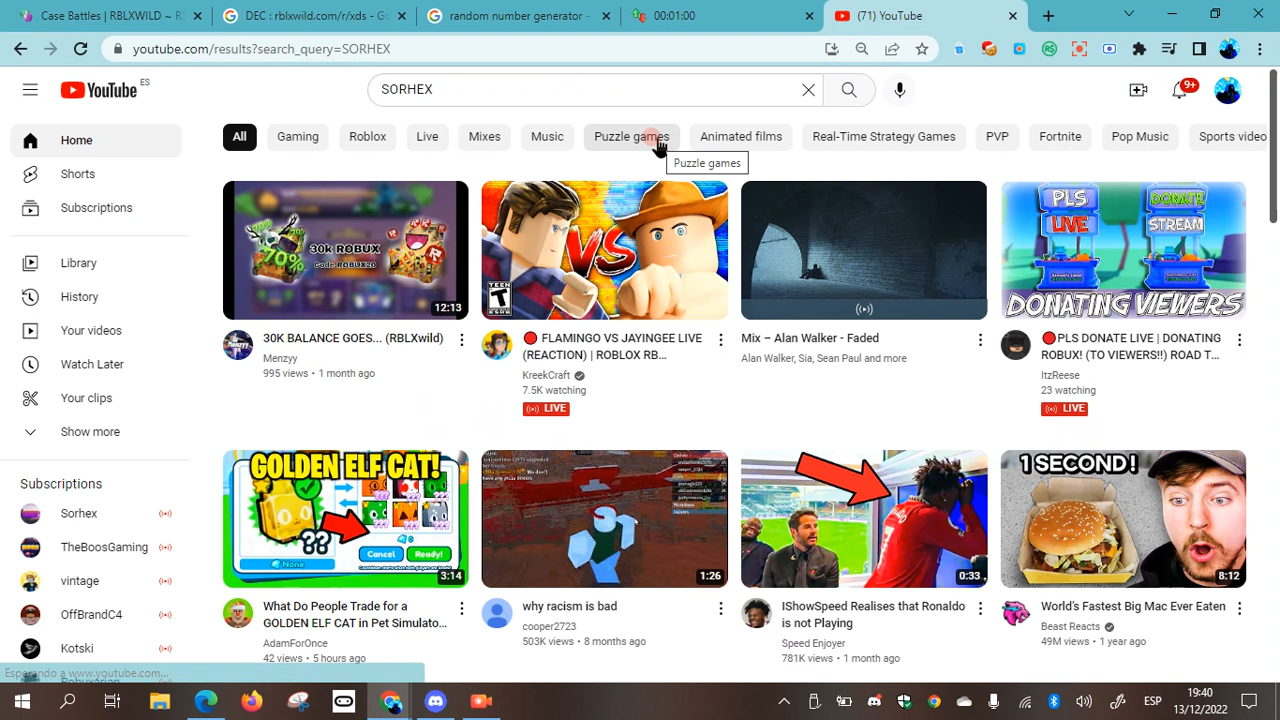 Case Battles | RBLXWILD ~ R
DEC : rblxwild.com/r/xds - Go
random number generator -
00:01:00
(71) YouTube
youtube.com/results?search_query=SORHEX
YouTube ES
SORHEX
9+
All
Gaming
Roblox
Live
Mixes
Music
Puzzle games
Animated films
Real-Time Strategy Games
PVP
Fortnite
Pop Music
Sports video
Puzzle games
Home
Shorts
Subscriptions
Library
History
Your videos
Watch Later
Your clips
Show more
Subscriptions
Sorhex
TheBoosGaming
vintage
OffBrandC4
Kotski
70%
30K ROBUX
Code ROBUX20
12:13
30K BALANCE GOES... (RBLXwild)
Menzyy
995 views • 1 month ago
VS
T
ESRB
FLAMINGO VS JAYINGEE LIVE
(REACTION) | ROBLOX RB...
KreekCraft
7.5K watching
LIVE
Mix – Alan Walker - Faded
Alan Walker, Sia, Sean Paul and more
PLS
LIVE
DONATE
STREAM
DONATING VIEWERS
PLS DONATE LIVE | DONATING
ROBUX! (TO VIEWERS!!) ROAD T...
ItzReese
23 watching
LIVE
GOLDEN ELF CAT!
??
None
Cancel
Ready!
3:14
What Do People Trade for a
GOLDEN ELF CAT in Pet Simulato...
AdamForOnce
42 views • 5 hours ago
1:26
why racism is bad
cooper2723
503K views • 8 months ago
0:33
IShowSpeed Realises that Ronaldo
is not Playing
Speed Enjoyer
781K views • 1 month ago
1 SECOND!
8:12
World's Fastest Big Mac Ever Eaten
Beast Reacts
49M views • 1 year ago
Esperando a www.youtube.com...
ESP
19:40
13/12/2022